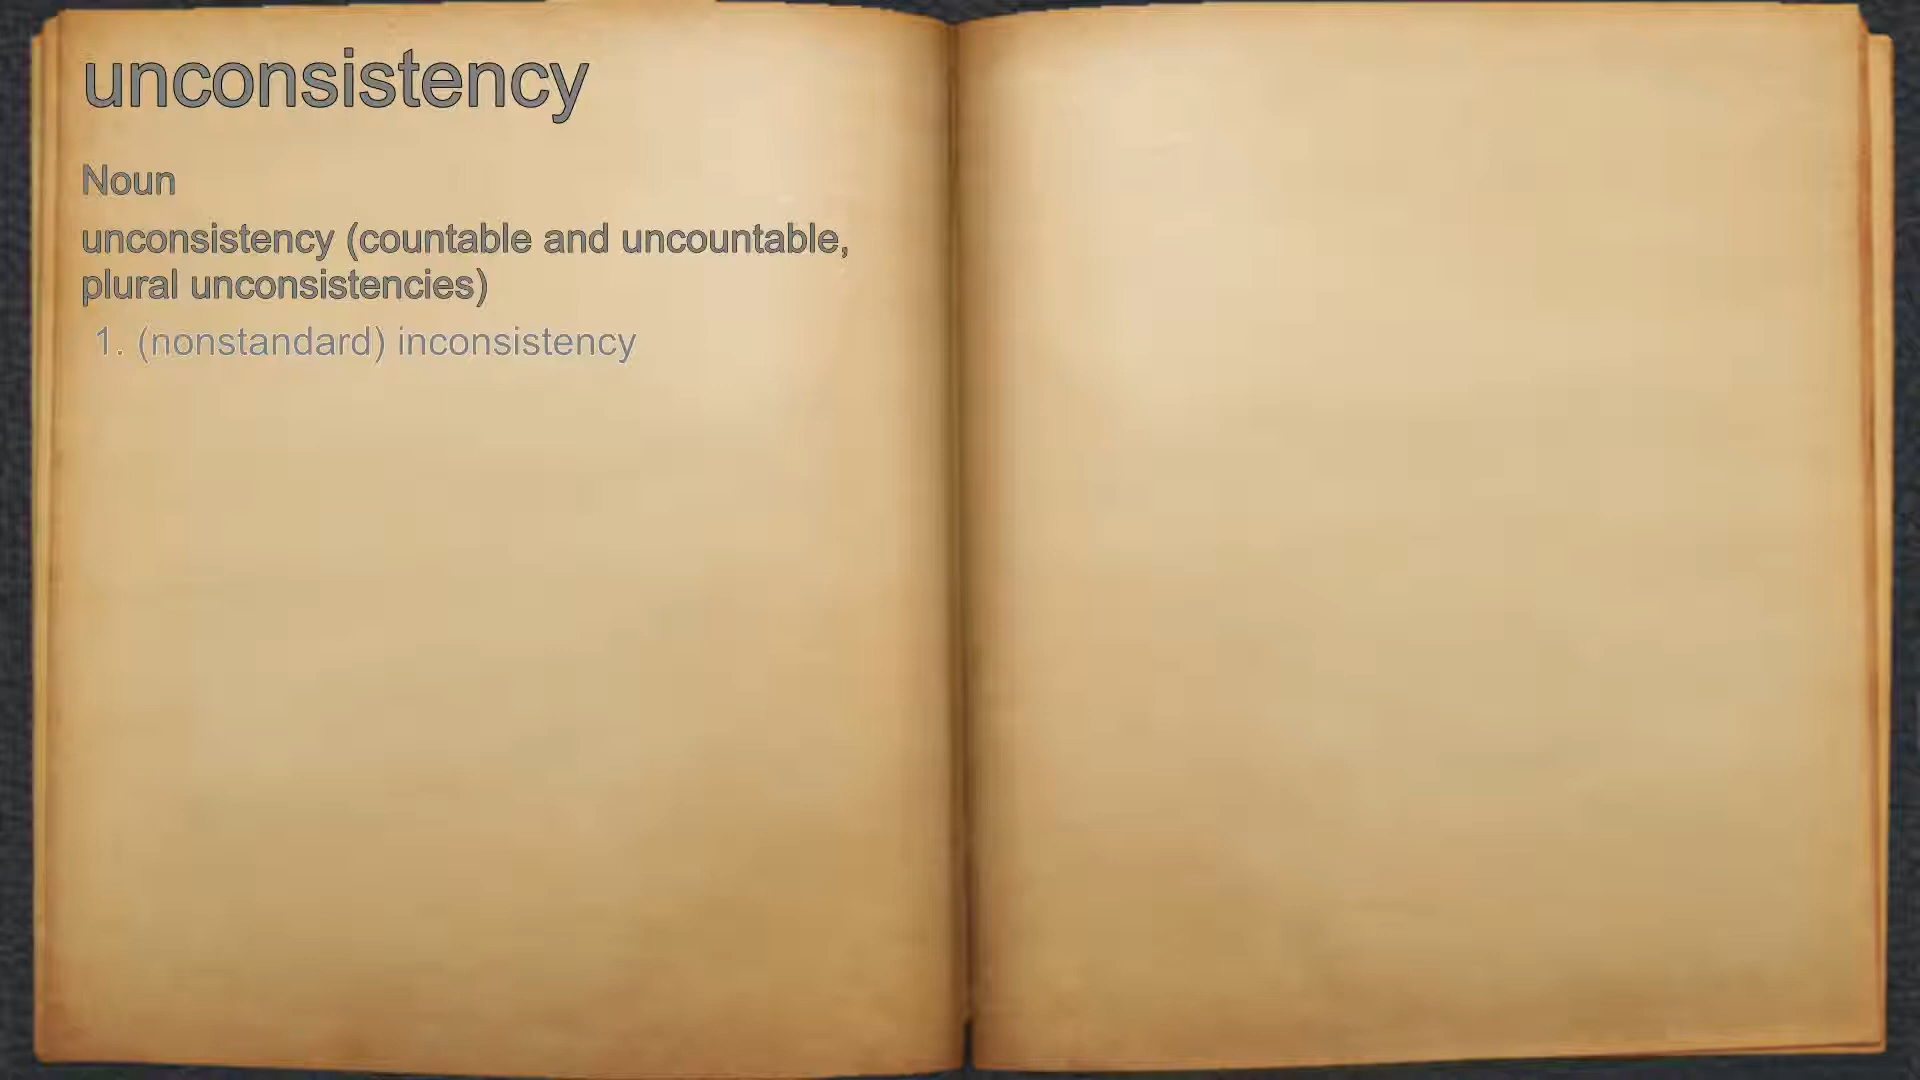 unconsistency
Noun
unconsistency (countable and uncountable,
plural unconsistencies)
1. (nonstandard) inconsistency